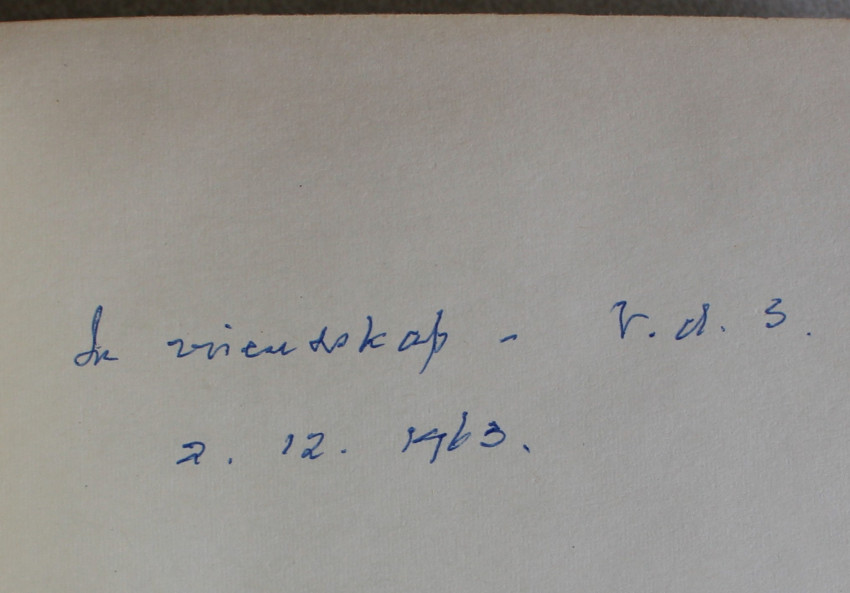 In vriendskap - V. d. S.
2. 12. 1963.